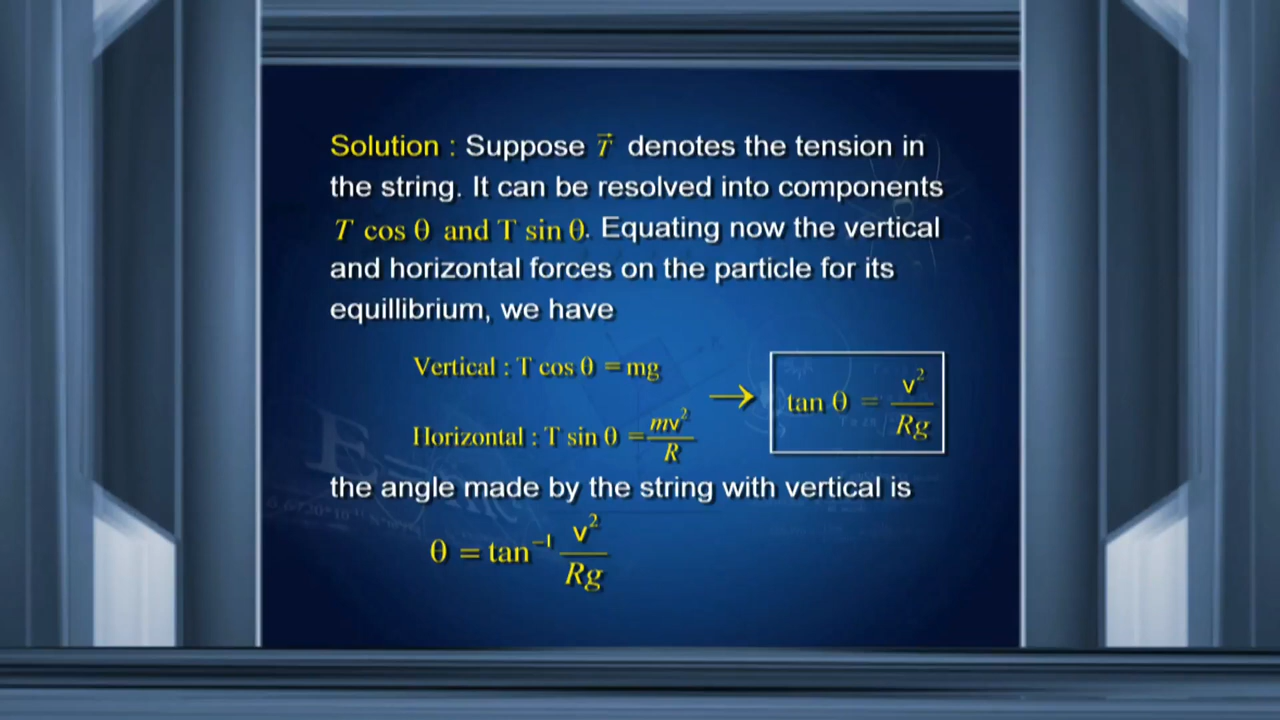 Solution : Suppose T⃗ denotes the tension in
the string. It can be resolved into components
T cos θ and T sin θ. Equating now the vertical
and horizontal forces on the particle for its
equillibrium, we have
Vertical : T cos θ = mg
Horizontal : T sin θ = mv²/R
→ tan θ = v²/Rg
the angle made by the string with vertical is
θ = tan⁻¹ v²/Rg